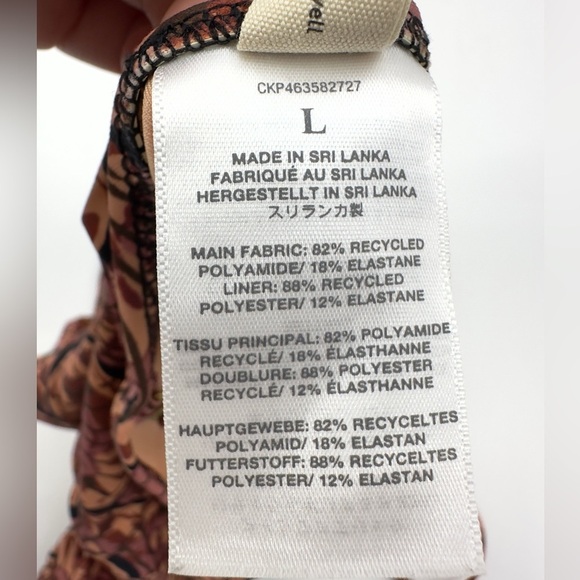 well
CKP463582727
L
MADE IN SRI LANKA
FABRIQUÉ AU SRI LANKA
HERGESTELLT IN SRI LANKA
スリランカ製
MAIN FABRIC: 82% RECYCLED
POLYAMIDE/ 18% ELASTANE
LINER: 88% RECYCLED
POLYESTER/ 12% ELASTANE
TISSU PRINCIPAL: 82% POLYAMIDE
RECYCLÉ/ 18% ÉLASTHANNE
DOUBLURE: 88% POLYESTER
RECYCLÉ/ 12% ÉLASTHANNE
HAUPTGEWEBE: 82% RECYCELTES
POLYAMID/ 18% ELASTAN
FUTTERSTOFF: 88% RECYCELTES
POLYESTER/ 12% ELASTAN